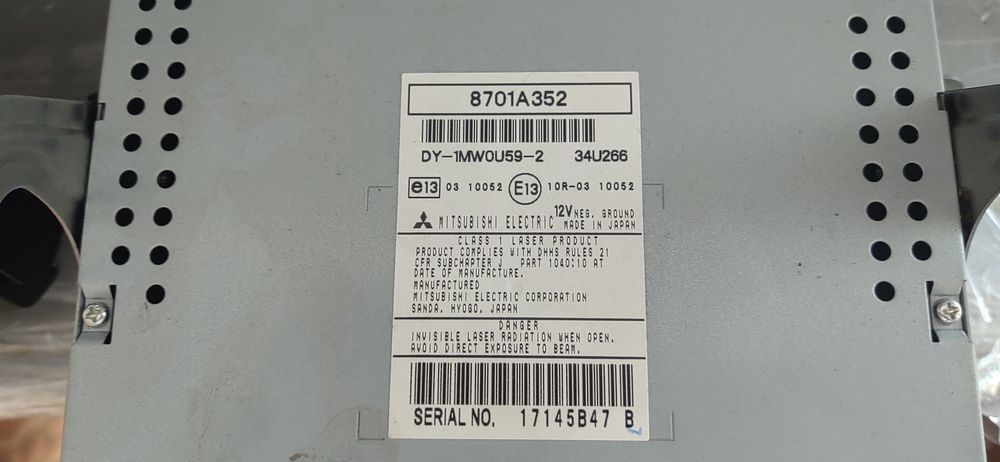 8701A352
DY-1MW0U59-2 34U266
e13 03 10052 E13 10R-03 10052
MITSUBISHI ELECTRIC 12V NEG. GROUND
MADE IN JAPAN
CLASS 1 LASER PRODUCT
PRODUCT COMPLIES WITH DHHS RULES 21
CFR SUBCHAPTER J PART 1040:10 AT
DATE OF MANUFACTURE.
MANUFACTURED
MITSUBISHI ELECTRIC CORPORATION
SANDA. HYOGO. JAPAN
DANGER
INVISIBLE LASER RADIATION WHEN OPEN.
AVOID DIRECT EXPOSURE TO BEAM.
SERIAL NO. 17145B47 B